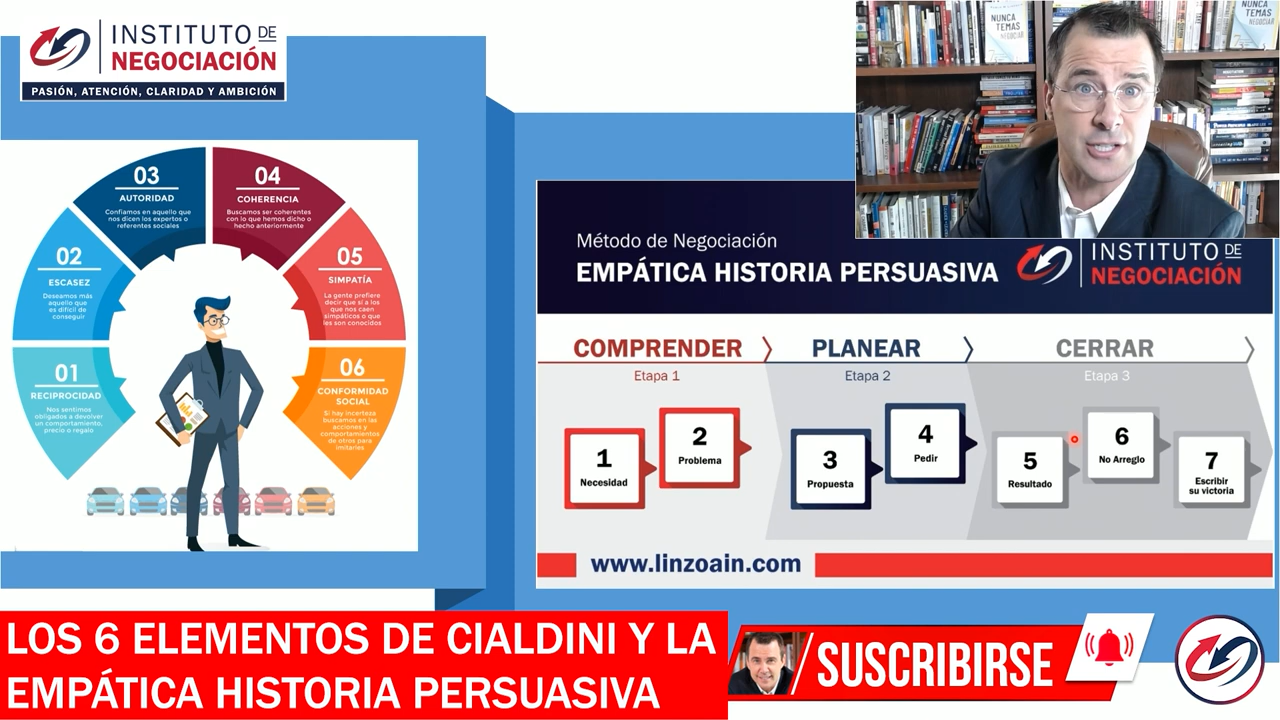 INSTITUTO DE
NEGOCIACIÓN
PASIÓN, ATENCIÓN, CLARIDAD Y AMBICIÓN
NUNCA
TEMAS
NEGOCIAR
03
AUTORIDAD
Confiamos en aquello que
nos dicen los expertos o
referentes sociales
04
COHERENCIA
Buscamos ser coherentes
con lo que hemos dicho o
hecho anteriormente
02
ESCASEZ
Deseamos más
aquello que
es difícil de
conseguir
05
SIMPATÍA
La gente prefiere
decir que sí a los
que nos caen
simpáticos o que
les son conocidos
01
RECIPROCIDAD
Nos sentimos
obligados a devolver
un comportamiento,
precio o regalo
06
CONFORMIDAD
SOCIAL
Si hay incerteza
buscamos en las
acciones y
comportamientos
de otros para
imitarles
Método de Negociación
EMPÁTICA HISTORIA PERSUASIVA
INSTITUTO DE
NEGOCIACIÓN
COMPRENDER
Etapa 1
PLANEAR
Etapa 2
CERRAR
Etapa 3
1
Necesidad
2
Problema
3
Propuesta
4
Pedir
5
Resultado
6
No Arreglo
7
Escribir
su victoria
www.linzoain.com
LOS 6 ELEMENTOS DE CIALDINI Y LA
EMPÁTICA HISTORIA PERSUASIVA
SUSCRIBIRSE